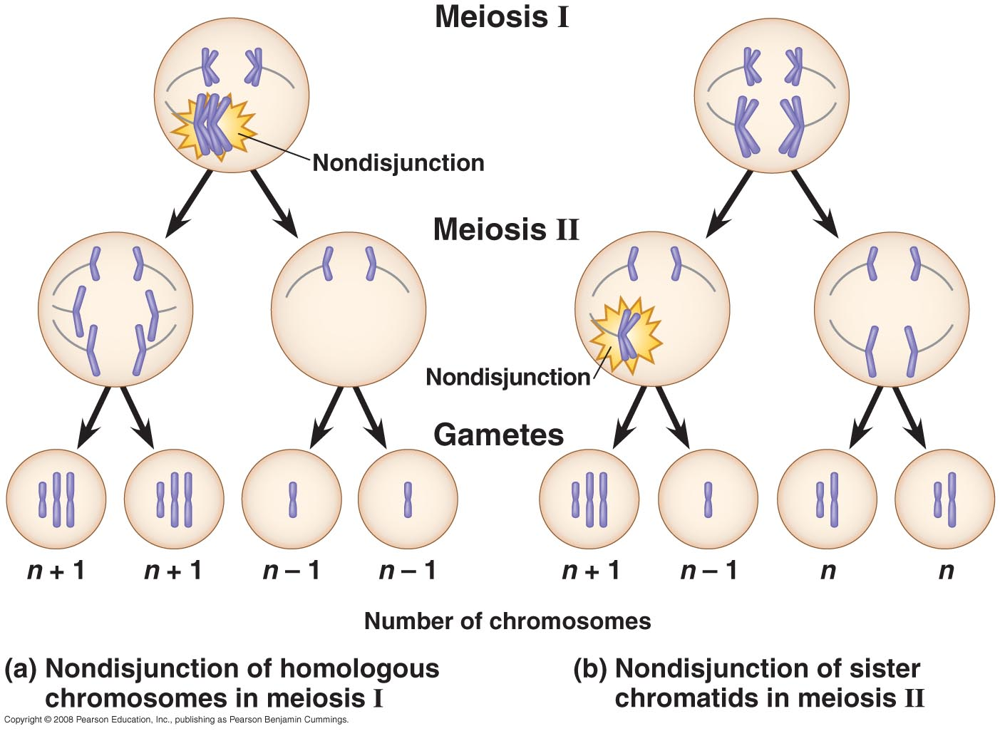 Meiosis I
Nondisjunction
Meiosis II
Nondisjunction
Gametes
n + 1
n + 1
n – 1
n – 1
n + 1
n – 1
n
n
Number of chromosomes
(a) Nondisjunction of homologous
chromosomes in meiosis I
(b) Nondisjunction of sister
chromatids in meiosis II
Copyright © 2008 Pearson Education, Inc., publishing as Pearson Benjamin Cummings.